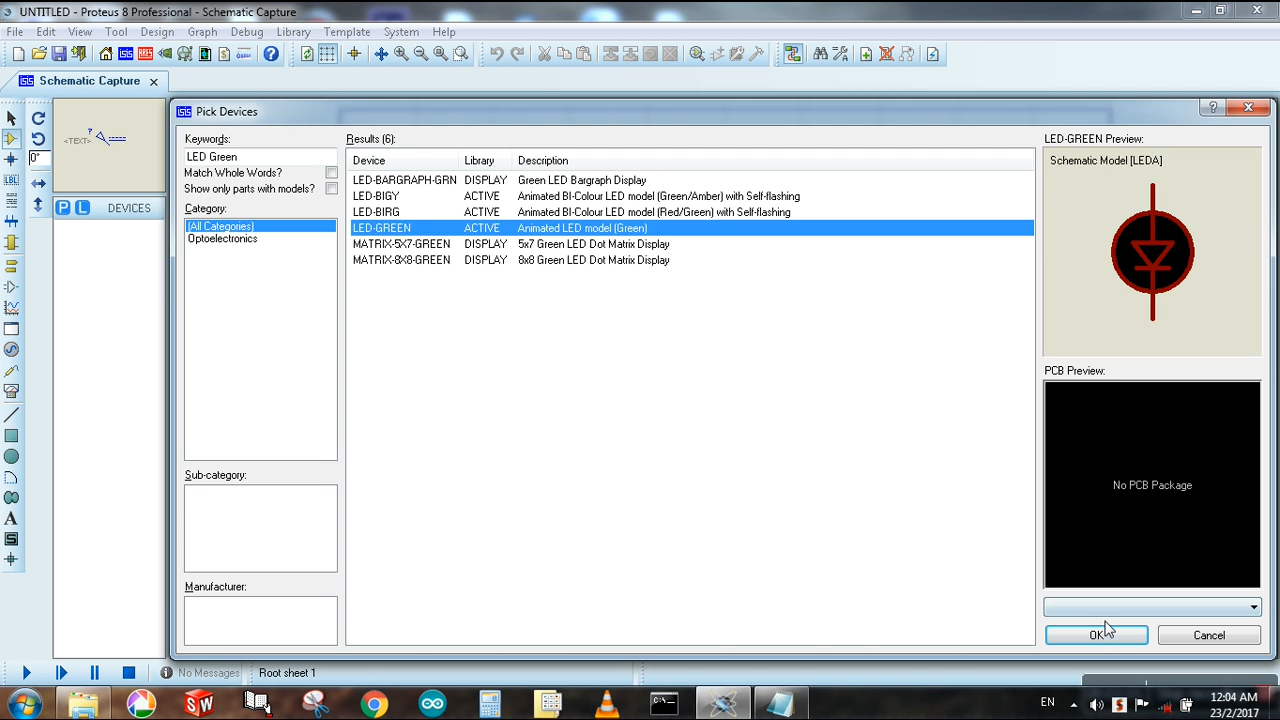 UNTITLED - Proteus 8 Professional - Schematic Capture
File Edit View Tool Design Graph Debug Library Template System Help
Schematic Capture
Pick Devices
Keywords:
LED Green
Match Whole Words?
Show only parts with models?
Category:
(All Categories)
Optoelectronics
Sub-category:
Manufacturer:
Results (6):
Device Library Description
LED-BARGRAPH-GRN DISPLAY Green LED Bargraph Display
LED-BIGY ACTIVE Animated BI-Colour LED model (Green/Amber) with Self-flashing
LED-BIRG ACTIVE Animated BI-Colour LED model (Red/Green) with Self-flashing
LED-GREEN ACTIVE Animated LED model (Green)
MATRIX-5X7-GREEN DISPLAY 5x7 Green LED Dot Matrix Display
MATRIX-8X8-GREEN DISPLAY 8x8 Green LED Dot Matrix Display
LED-GREEN Preview:
Schematic Model [LEDA]
PCB Preview:
No PCB Package
OK Cancel
0°
<TEXT> ?
P L DEVICES
LBL
A
No Messages Root sheet 1
SW
C:\
EN
12:04 AM
23/2/2017